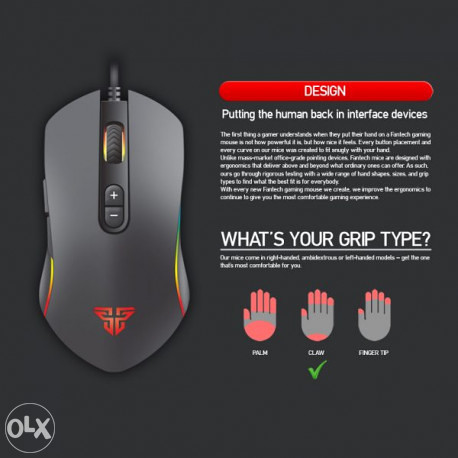 DESIGN
Putting the human back in interface devices
The first thing a gamer understands when they put their hand on a Fantech gaming
mouse is not how powerful it is, but how nice it feels. Every button placement and
every curve on our mice was created to fit snugly with your hand.
Unlike mass-market office-grade pointing devices. Fantech mice are designed with
ergonomics that deliver above and beyond what ordinary ones can offer As such,
ours go through rigorous testing with a wide range of hand shapes, sizes, and grip
types to find what the best fit is for everybody.
With every new Fantech gaming mouse we create, we improve the ergonomics to
continue to give you the most comfortable gaming experience.
WHAT'S YOUR GRIP TYPE?
Our mice come in right-handed, ambidextrous or left-handed models – get the one
that's most comfortable for you.
PALM
CLAW
FINGER TIP
OLX